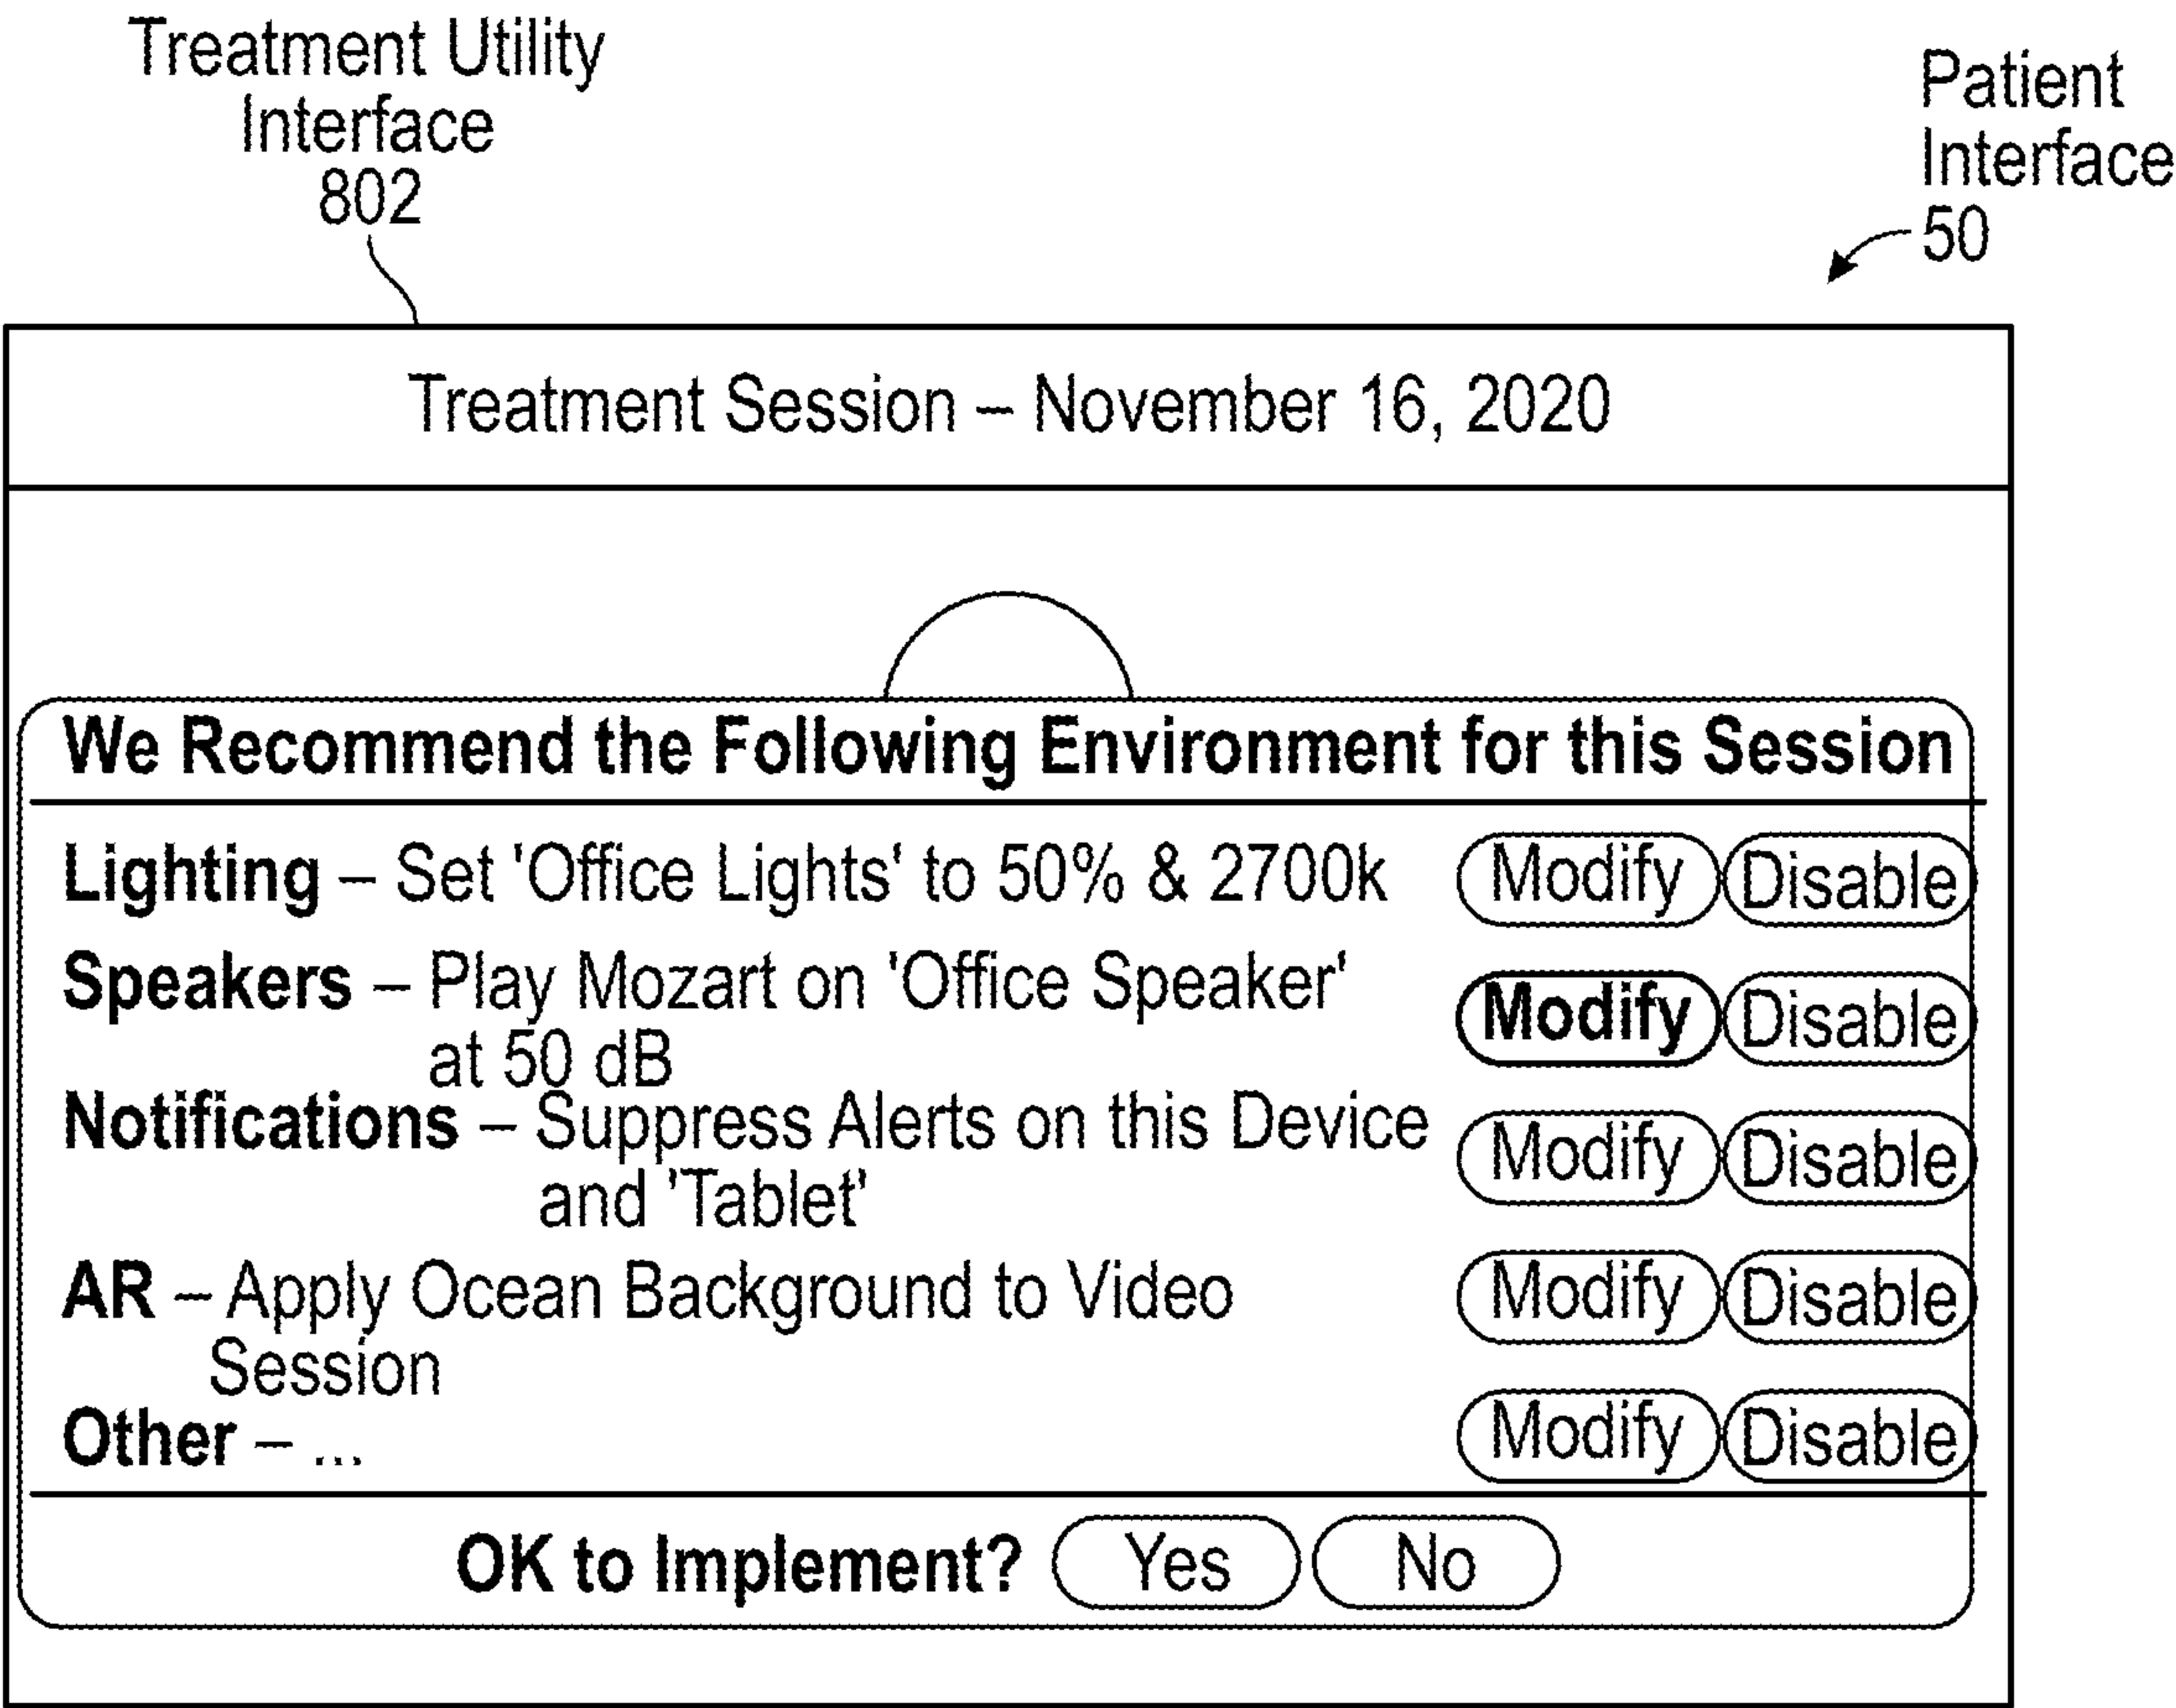 Treatment Utility
Interface
802
Patient
Interface
50
Treatment Session – November 16, 2020
We Recommend the Following Environment for this Session
Lighting – Set 'Office Lights' to 50% & 2700k Modify Disable
Speakers – Play Mozart on 'Office Speaker' Modify Disable
at 50 dB
Notifications – Suppress Alerts on this Device Modify Disable
and 'Tablet'
AR – Apply Ocean Background to Video Modify Disable
Session
Other – ... Modify Disable
OK to Implement? Yes No